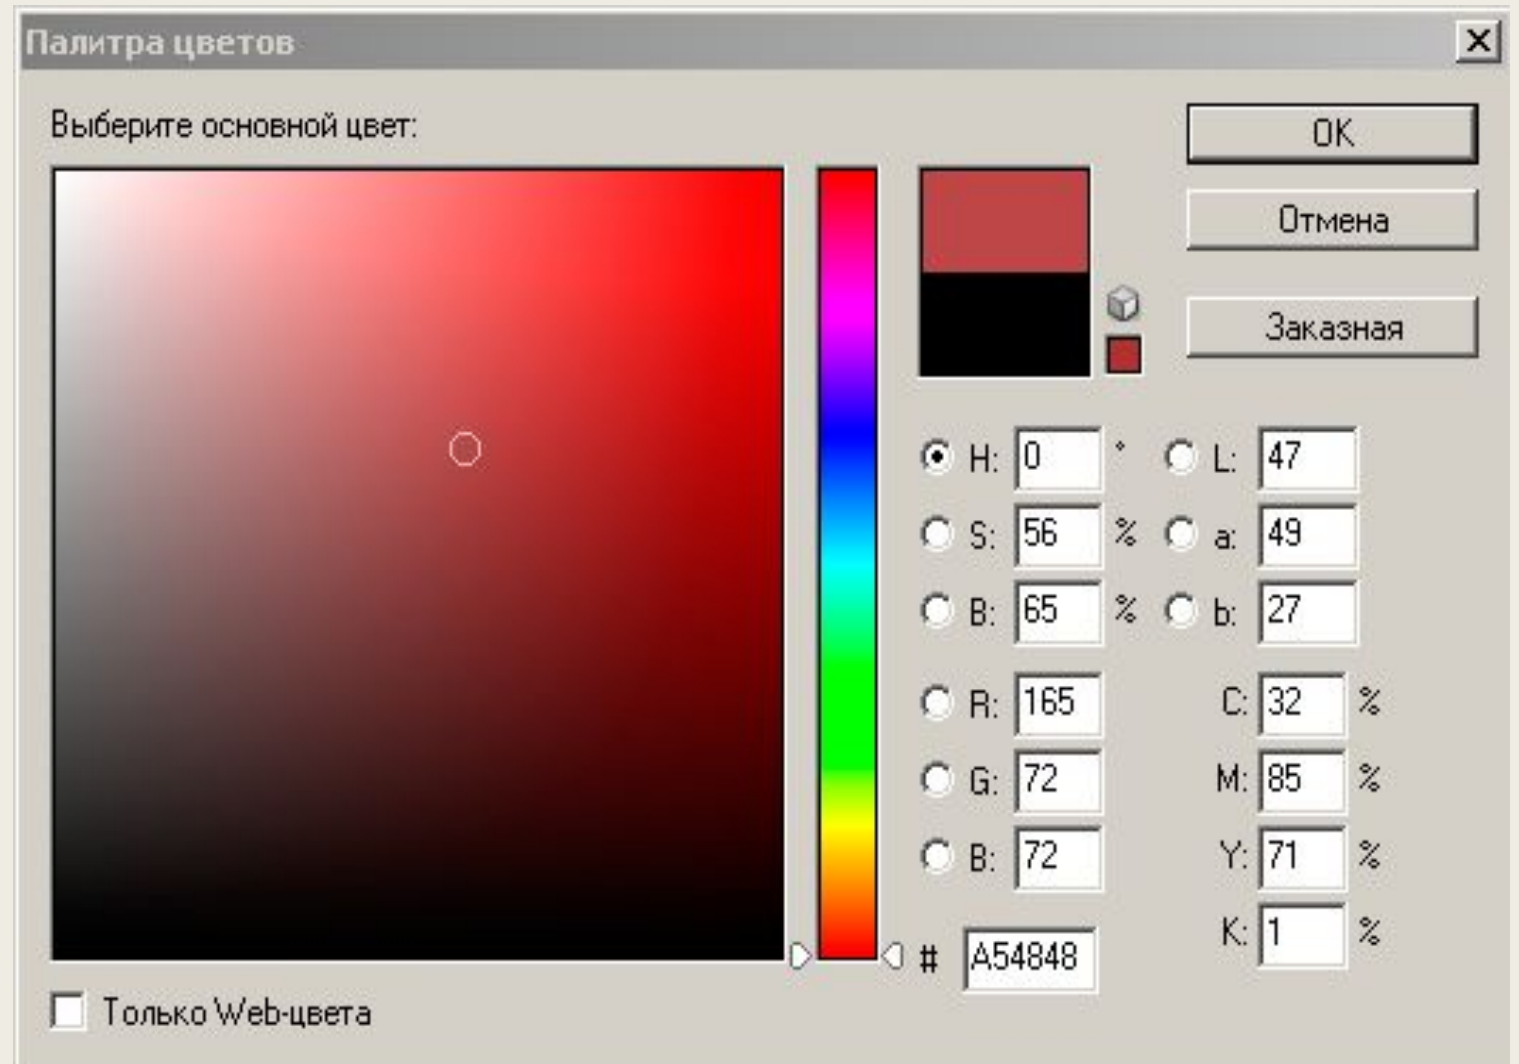 Палитра цветов
Выберите основной цвет:
OK
Отмена
Заказная
H: 0 ° L: 47
S: 56 % a: 49
B: 65 % b: 27
R: 165 C: 32 %
G: 72 M: 85 %
B: 72 Y: 71 %
K: 1 %
# A54848
Только Web-цвета